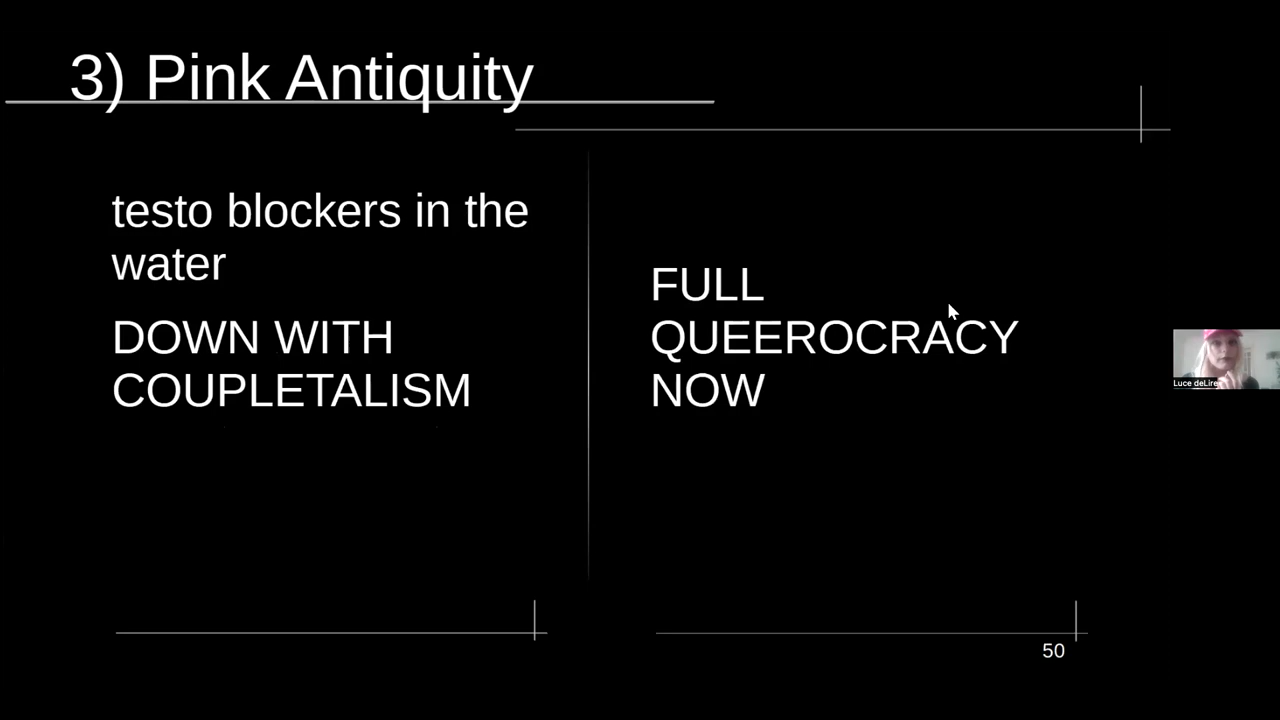 3) Pink Antiquity
testo blockers in the
water
DOWN WITH
COUPLETALISM
FULL
QUEEROCRACY
NOW
Luce deLire
50